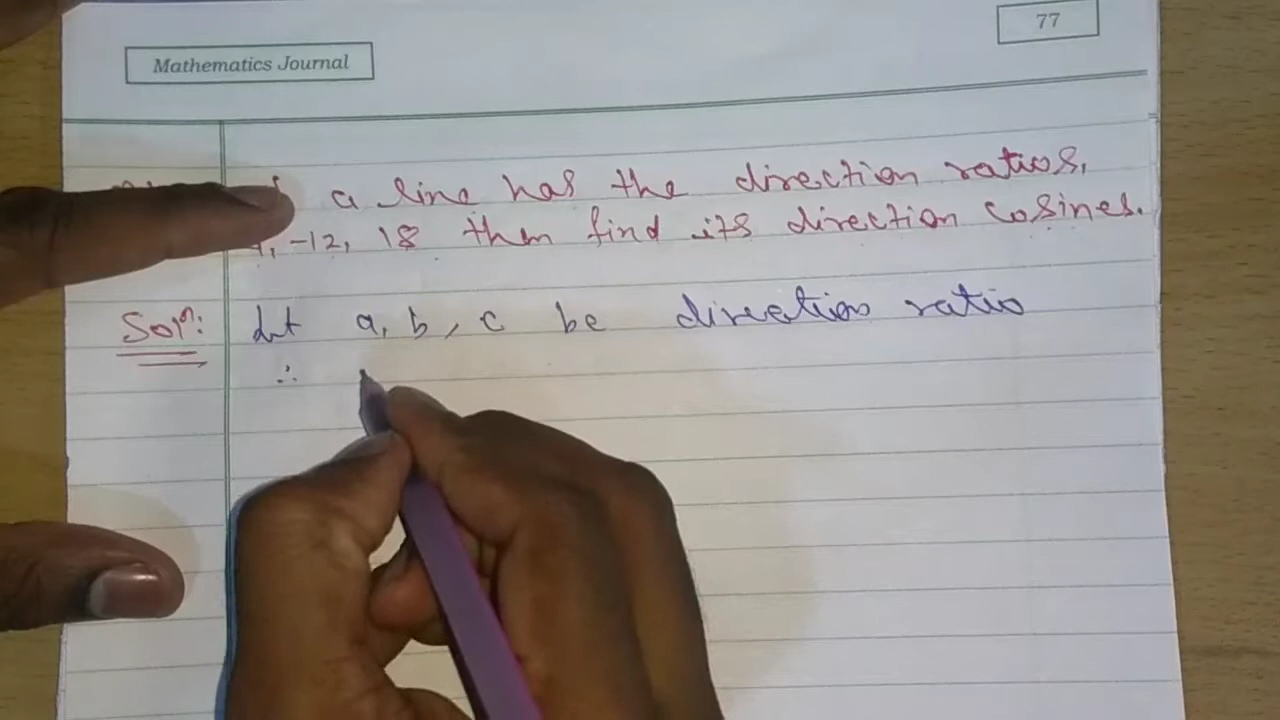 77
Mathematics Journal
a line has the direction ratios,
-12, 18 then find its direction cosines.
Solⁿ: Let a, b, c be direction ratio
∴